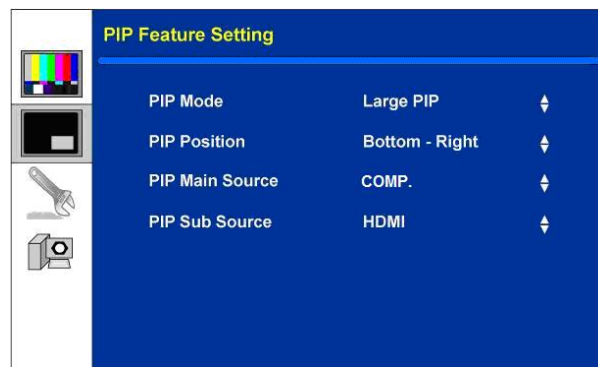 PIP Feature Setting
PIP Mode Large PIP
PIP Position Bottom - Right
PIP Main Source COMP.
PIP Sub Source HDMI